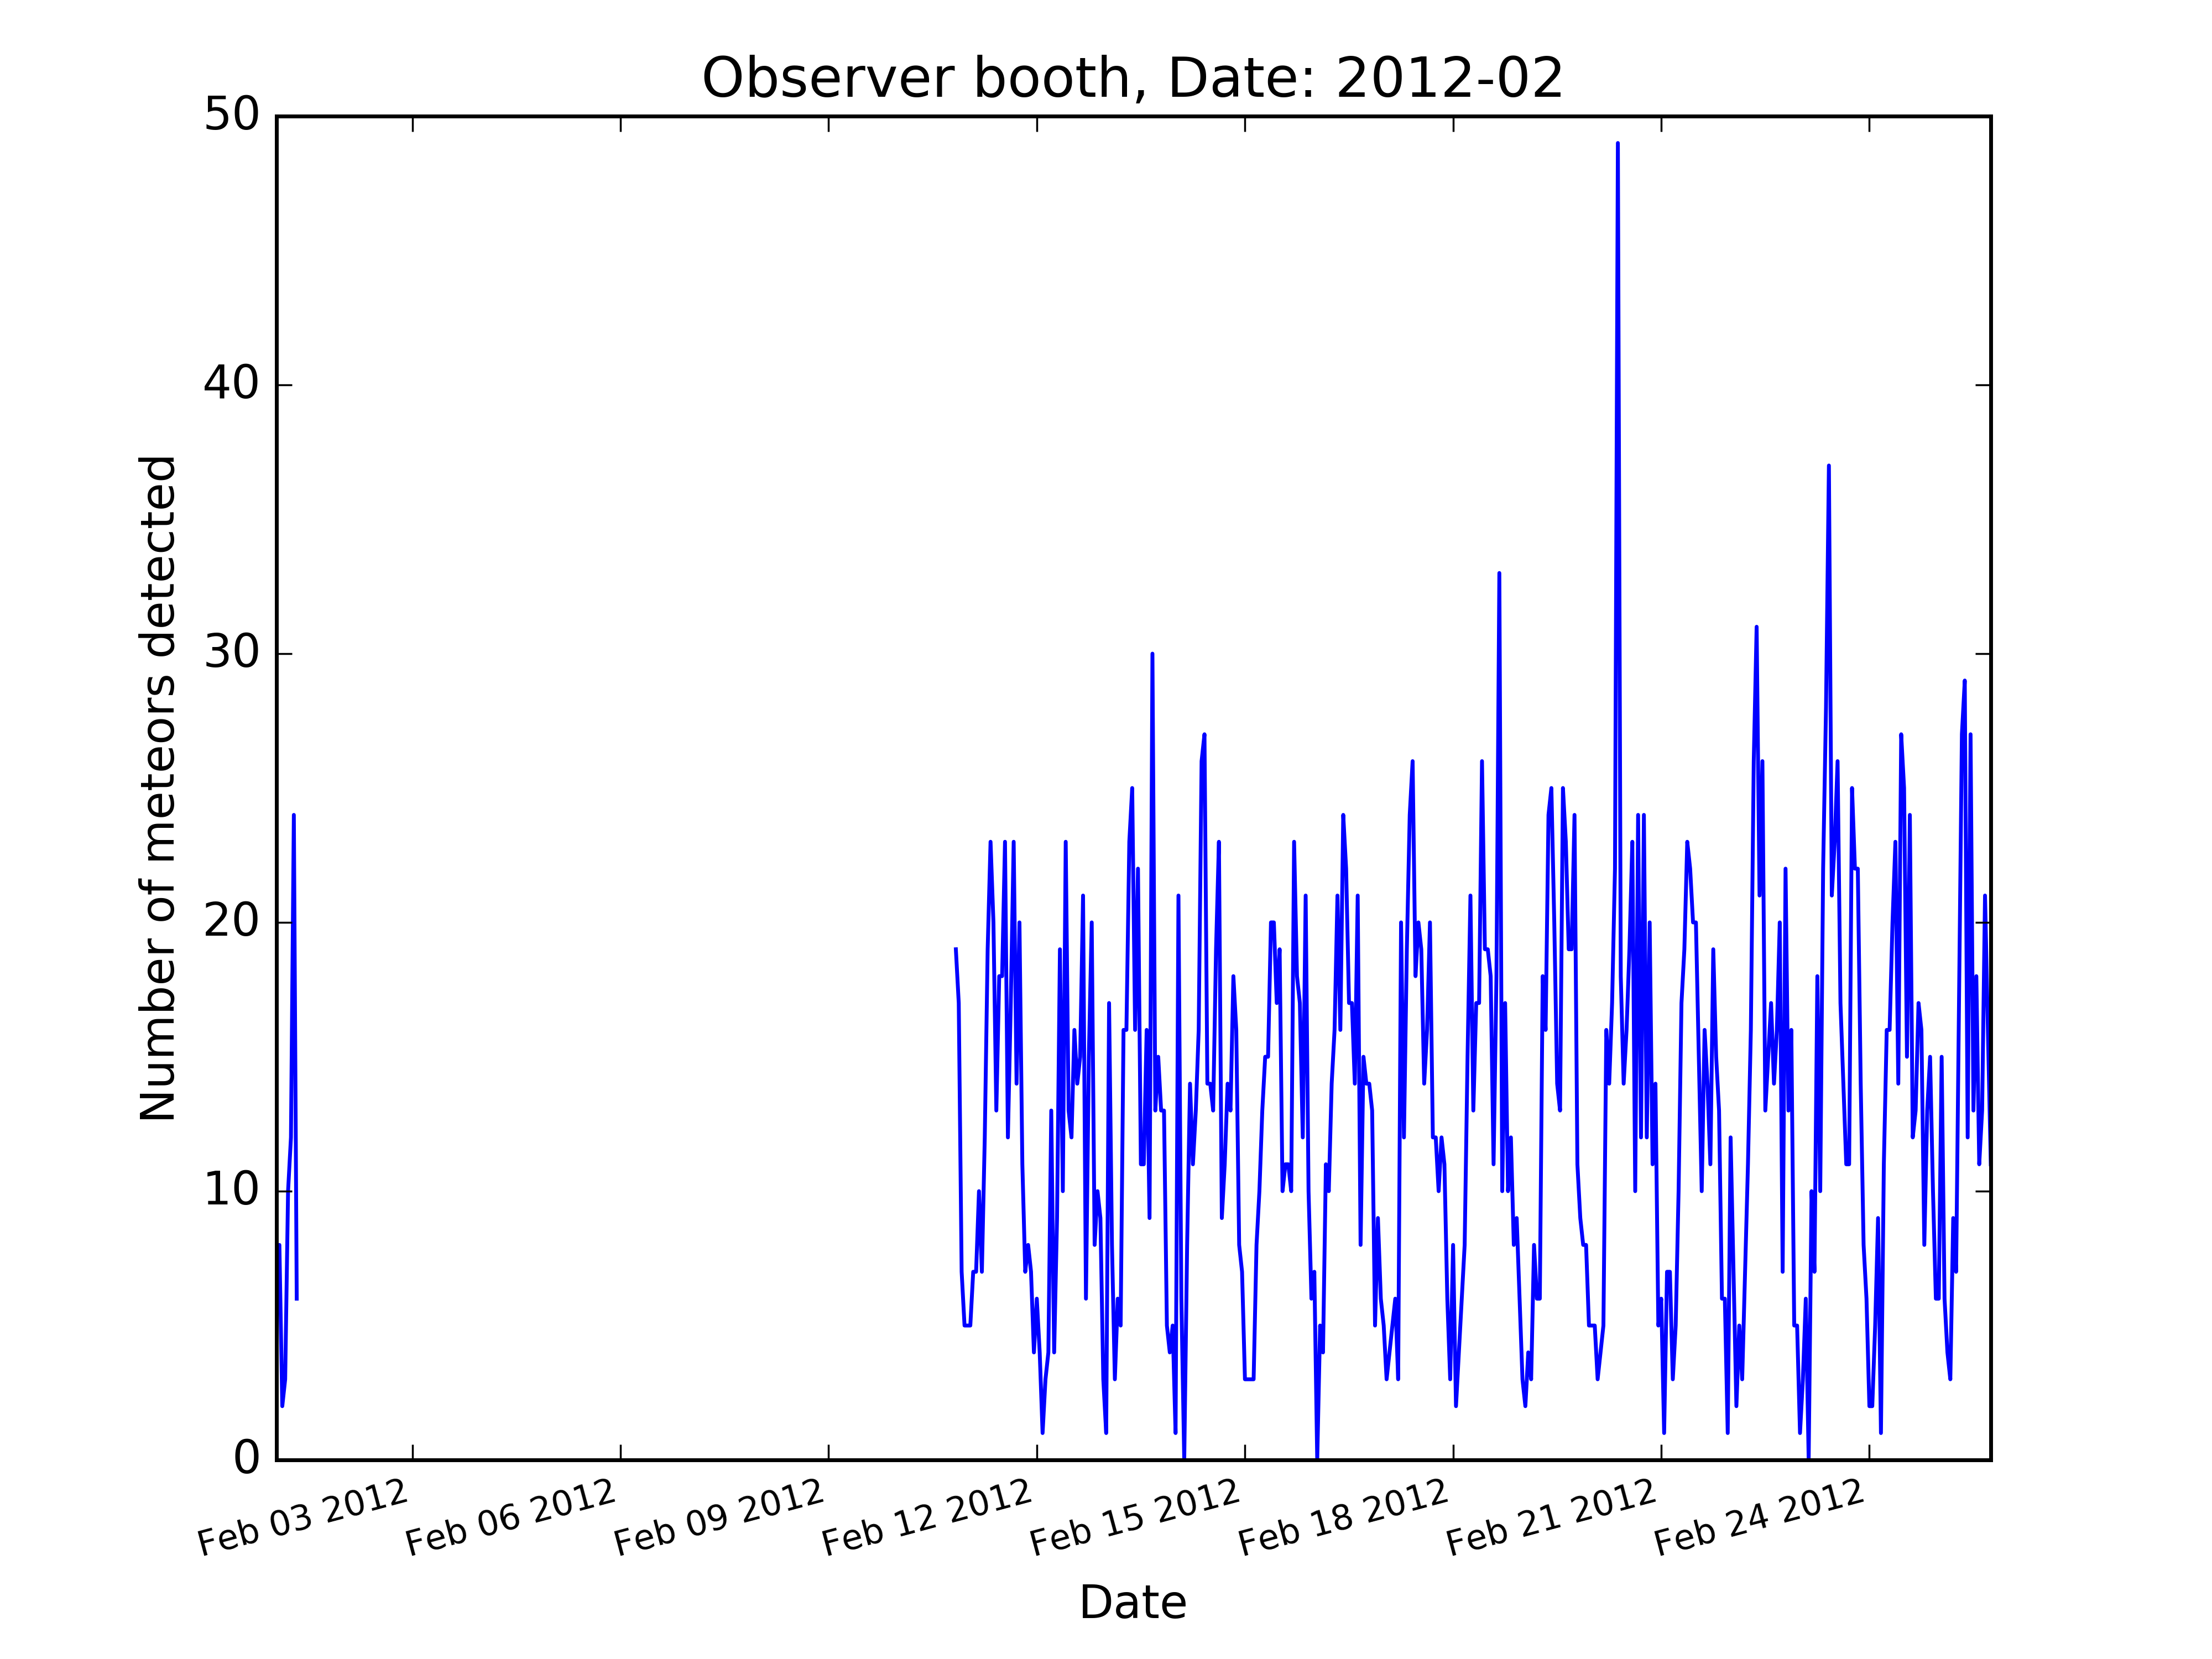 Observer booth, Date: 2012-02
50
40
30
20
10
0
Number of meteors detected
Feb 03 2012
Feb 06 2012
Feb 09 2012
Feb 12 2012
Feb 15 2012
Feb 18 2012
Feb 21 2012
Feb 24 2012
Date